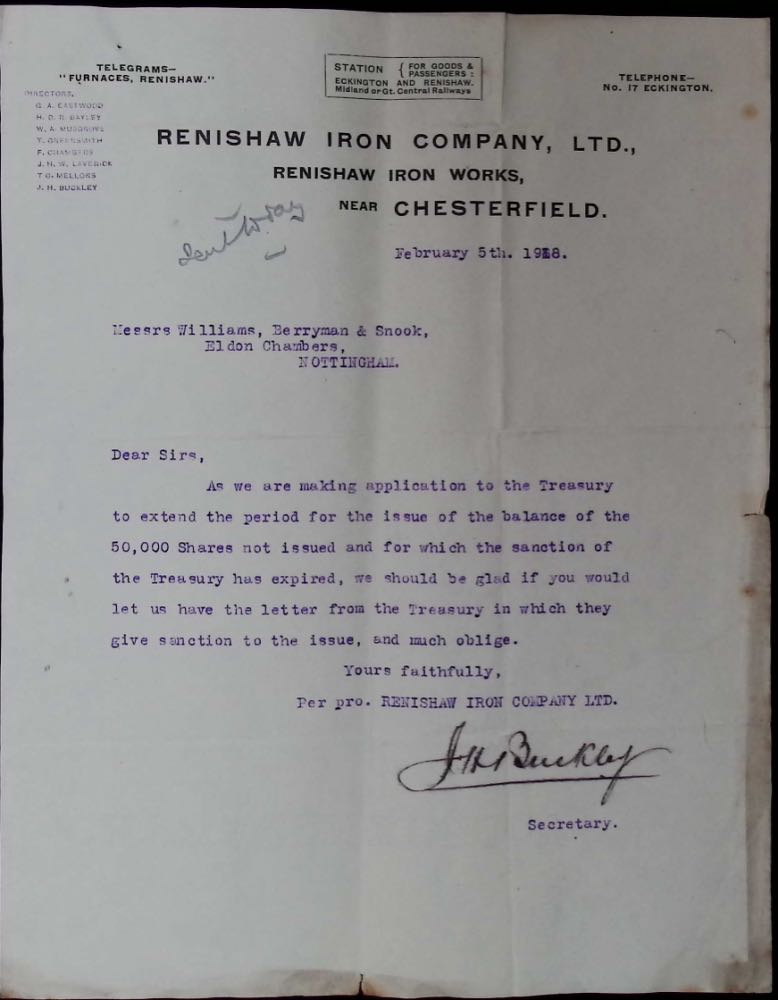 TELEGRAMS—
"FURNACES, RENISHAW."
STATION { FOR GOODS &
PASSENGERS :
ECKINGTON AND RENISHAW.
Midland or Gt. Central Railways
TELEPHONE—
No. 17 ECKINGTON.
DIRECTORS.
G. A. EASTWOOD
H. D. R. BAYLEY
W. A. MUSGROVE
T. GREENSMITH
F. CHAMBERS
J. H. W. LAVERICK
T. G. MELLORS
J. H. BUCKLEY
RENISHAW IRON COMPANY, LTD.,
RENISHAW IRON WORKS,
NEAR CHESTERFIELD.
February 5th. 1918.
Messrs Williams, Berryman & Snook,
Eldon Chambers,
NOTTINGHAM.
Dear Sirs,
As we are making application to the Treasury
to extend the period for the issue of the balance of the
50,000 Shares not issued and for which the sanction of
the Treasury has expired, we should be glad if you would
let us have the letter from the Treasury in which they
give sanction to the issue, and much oblige.
Yours faithfully,
Per pro. RENISHAW IRON COMPANY LTD.
JH Buckley
Secretary.